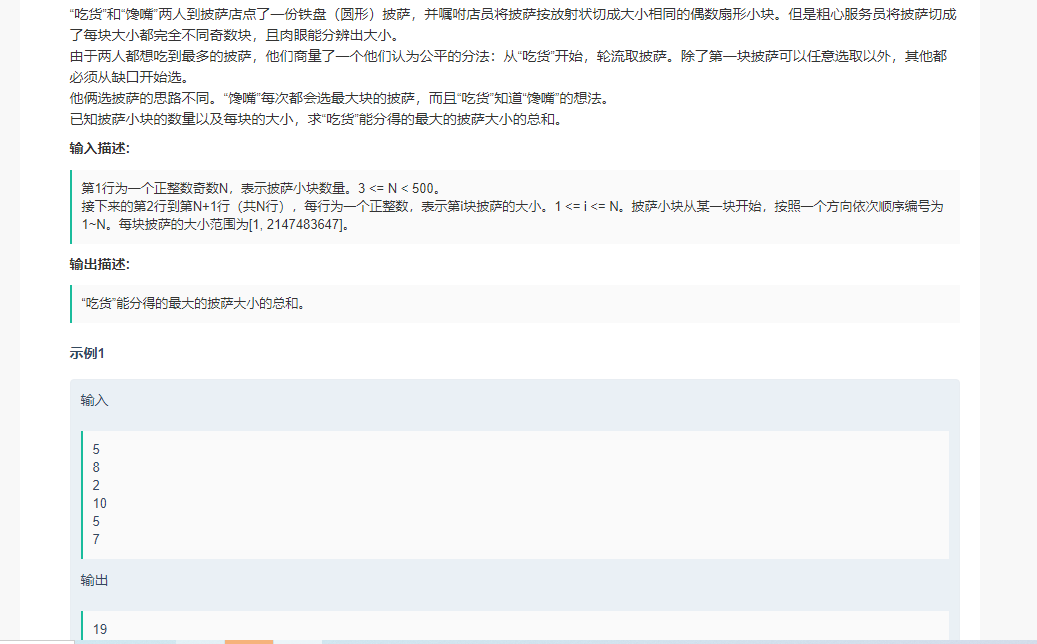 “吃货”和“馋嘴”两人到披萨店点了一份铁盘（圆形）披萨，并嘱咐店员将披萨按放射状切成大小相同的偶数扇形小块。但是粗心服务员将披萨切成
了每块大小都完全不同奇数块，且肉眼能分辨出大小。
由于两人都想吃到最多的披萨，他们商量了一个他们认为公平的分法：从“吃货”开始，轮流取披萨。除了第一块披萨可以任意选取以外，其他都
必须从缺口开始选。
他俩选披萨的思路不同。“馋嘴”每次都会选最大块的披萨，而且“吃货”知道“馋嘴”的想法。
已知披萨小块的数量以及每块的大小，求“吃货”能分得的最大的披萨大小的总和。
输入描述:
第1行为一个正整数奇数N，表示披萨小块数量。3 <= N < 500。
接下来的第2行到第N+1行（共N行），每行为一个正整数，表示第i块披萨的大小。1 <= i <= N。披萨小块从某一块开始，按照一个方向依次顺序编号为
1~N。每块披萨的大小范围为[1, 2147483647]。
输出描述:
“吃货”能分得的最大的披萨大小的总和。
示例1
输入
5
8
2
10
5
7
输出
19